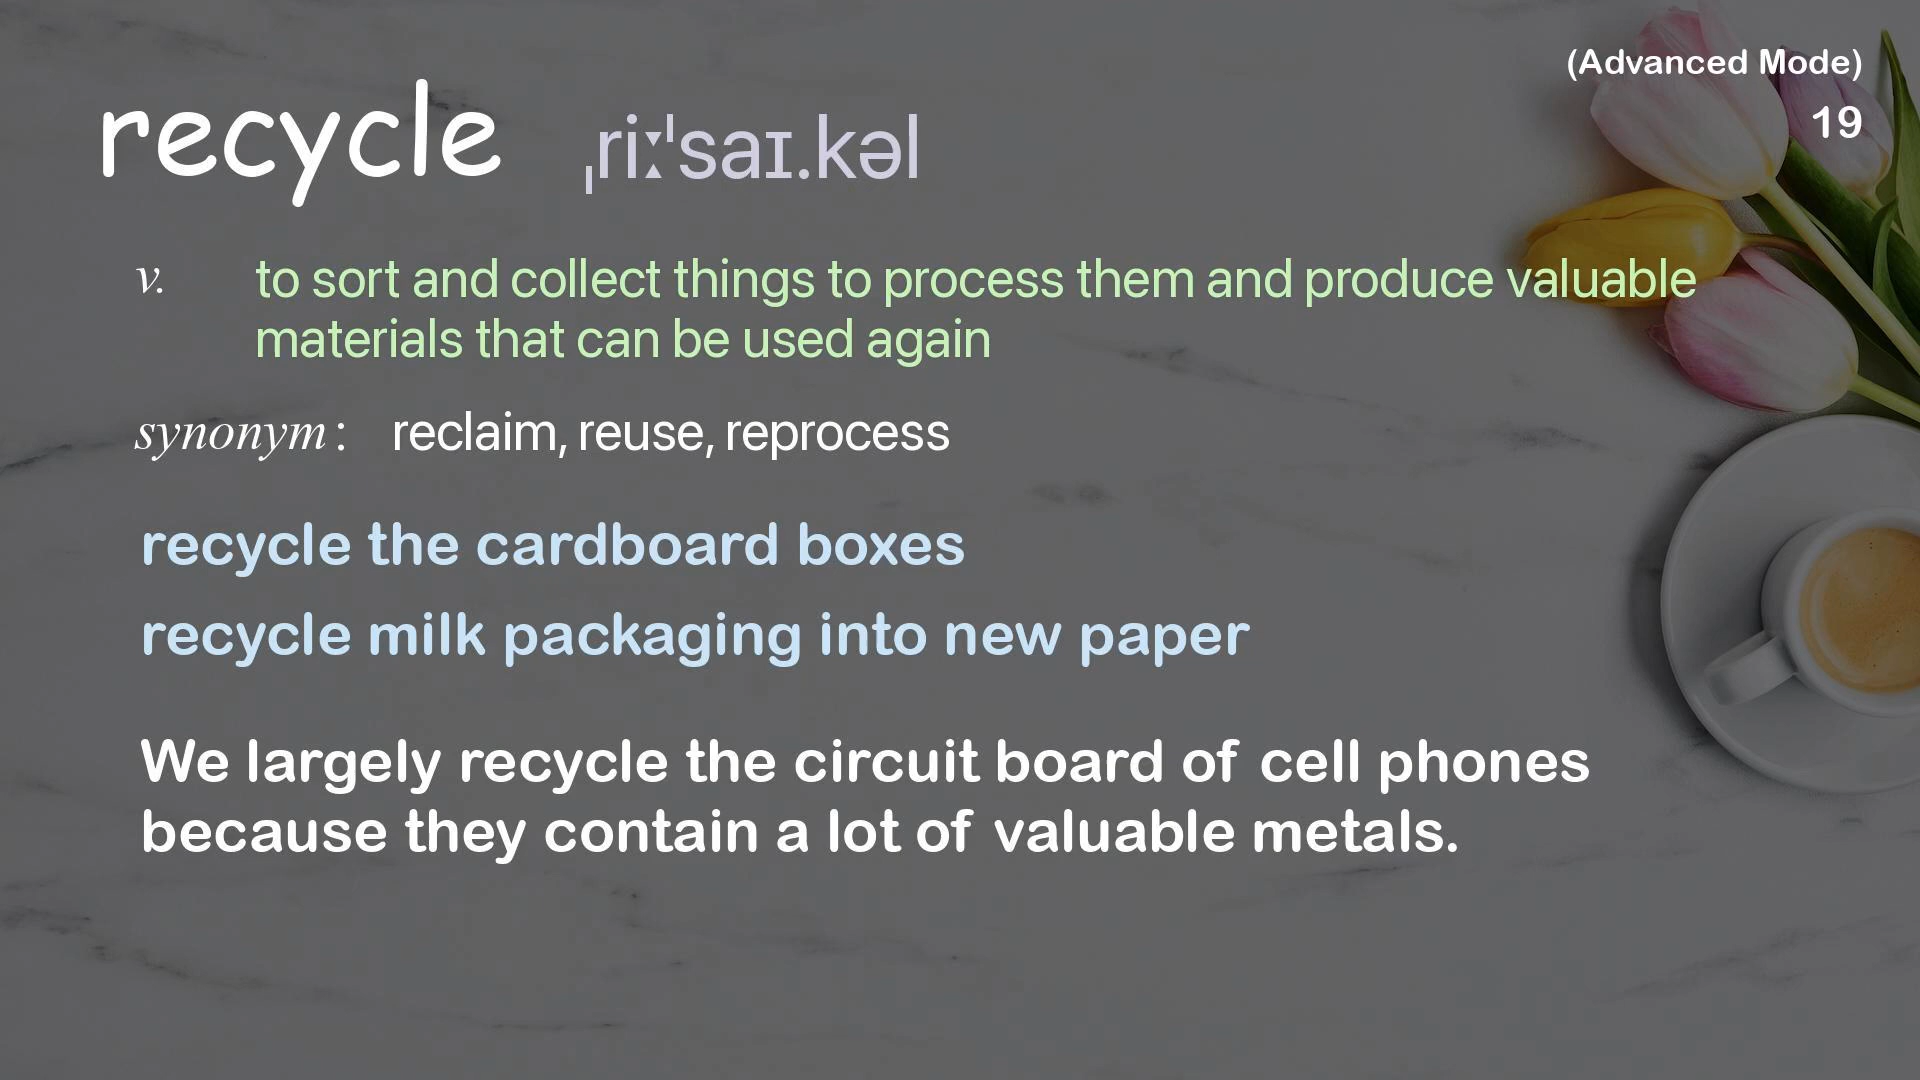 (Advanced Mode)
19
recycle ˌriːˈsaɪ.kəl
v. to sort and collect things to process them and produce valuable
materials that can be used again
synonym: reclaim, reuse, reprocess
recycle the cardboard boxes
recycle milk packaging into new paper
We largely recycle the circuit board of cell phones
because they contain a lot of valuable metals.